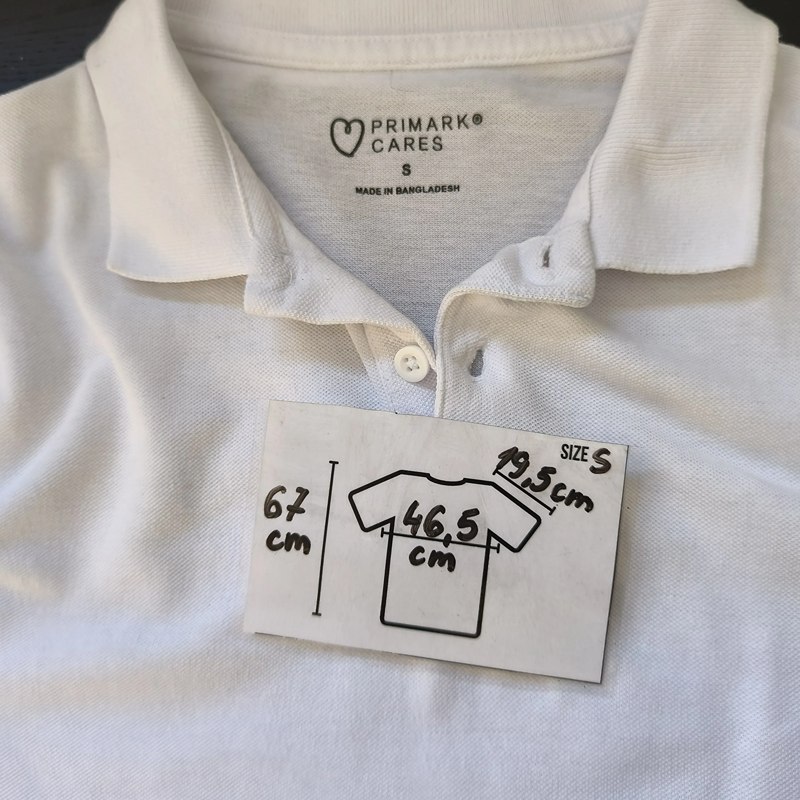 PRIMARK®
CARES
S
MADE IN BANGLADESH
SIZE S
19,5cm
67
cm
46,5
cm